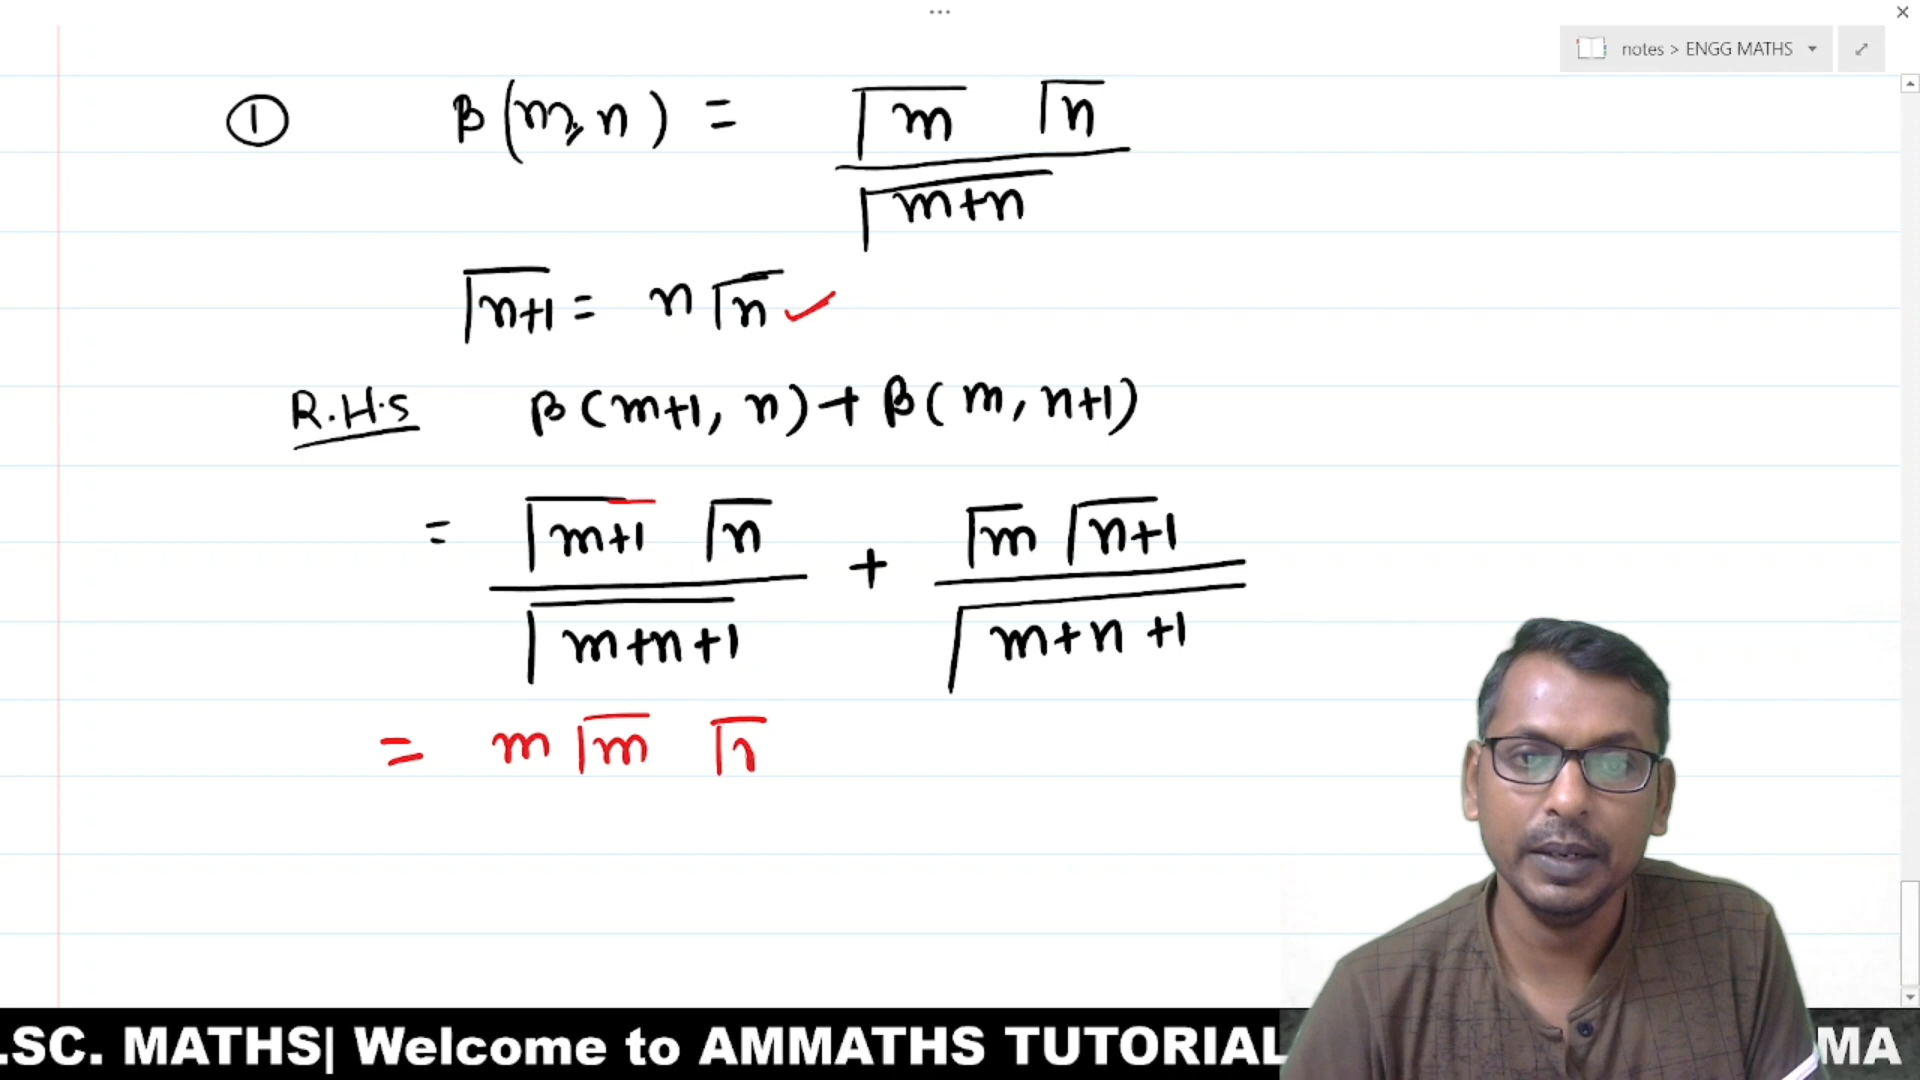 notes > ENGG MATHS
① β(m, n) = Γm Γn / Γm+n
Γn+1 = n Γn ✓
R.H.S β(m+1, n) + β(m, n+1)
= Γm+1 Γn / Γm+n+1 + Γm Γn+1 / Γm+n+1
= m Γm Γn
.SC. MATHS| Welcome to AMMATHS TUTORIAL MA